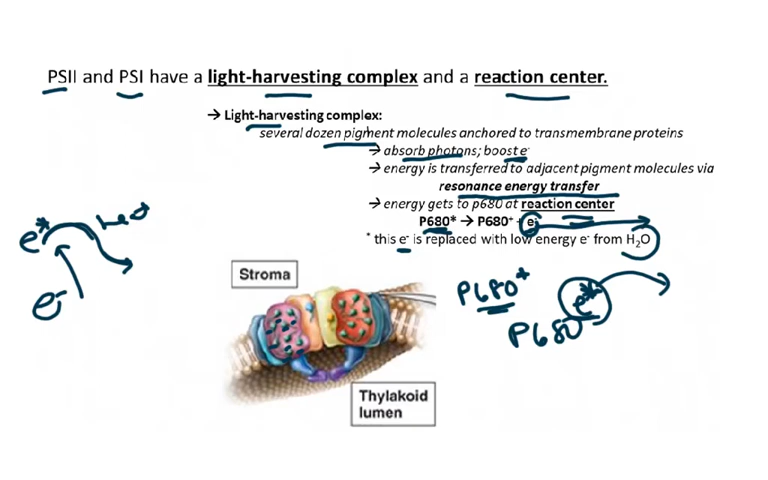 PSII and PSI have a light-harvesting complex and a reaction center.
→ Light-harvesting complex:
several dozen pigment molecules anchored to transmembrane proteins
→ absorb photons; boost e⁻
→ energy is transferred to adjacent pigment molecules via
resonance energy transfer
→ energy gets to p680 at reaction center
P680* → P680⁺ + e⁻
* this e⁻ is replaced with low energy e⁻ from H₂O
e*
e⁻
Stroma
P680⁺
e*
P680
Thylakoid
lumen